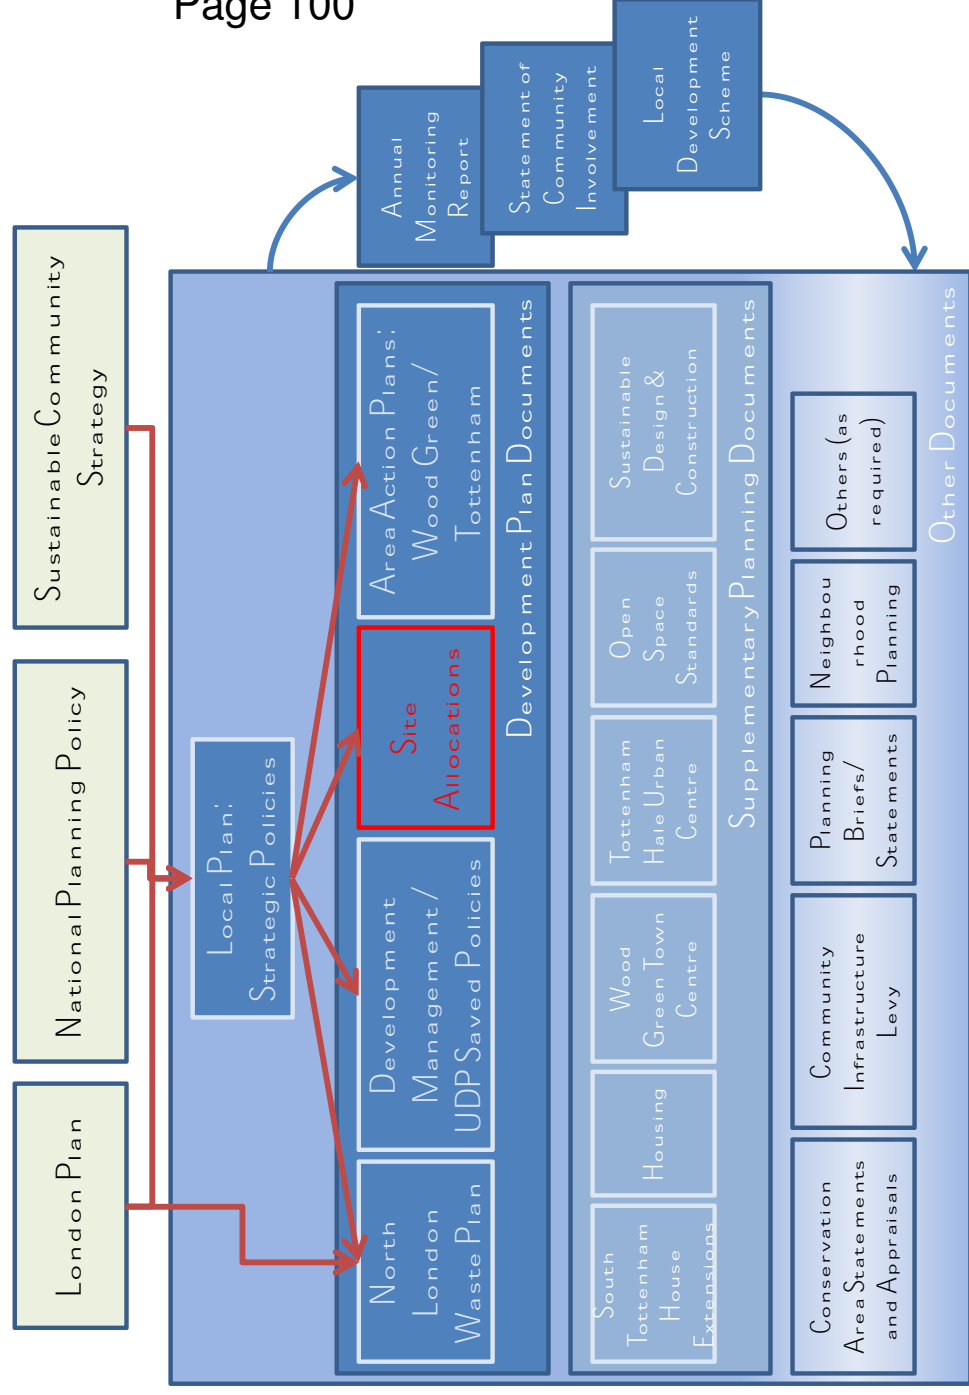 Page 100
London Plan
National Planning Policy
Sustainable Community
Strategy
Local Plan:
Strategic Policies
North
London
Waste Plan
Development
Management /
UDP Saved Policies
Site
Allocations
Area Action Plans:
Wood Green/
Tottenham
Development Plan Documents
South
Tottenham
House
Extensions
Housing
Wood
Green Town
Centre
Tottenham
Hale Urban
Centre
Open
Space
Standards
Sustainable
Design &
Construction
Supplementary Planning Documents
Conservation
Area Statements
and Appraisals
Community
Infrastructure
Levy
Planning
Briefs/
Statements
Neighbou
rhood
Planning
Others (as
required)
Other Documents
Annual
Monitoring
Report
Statement of
Community
Involvement
Local
Development
Scheme